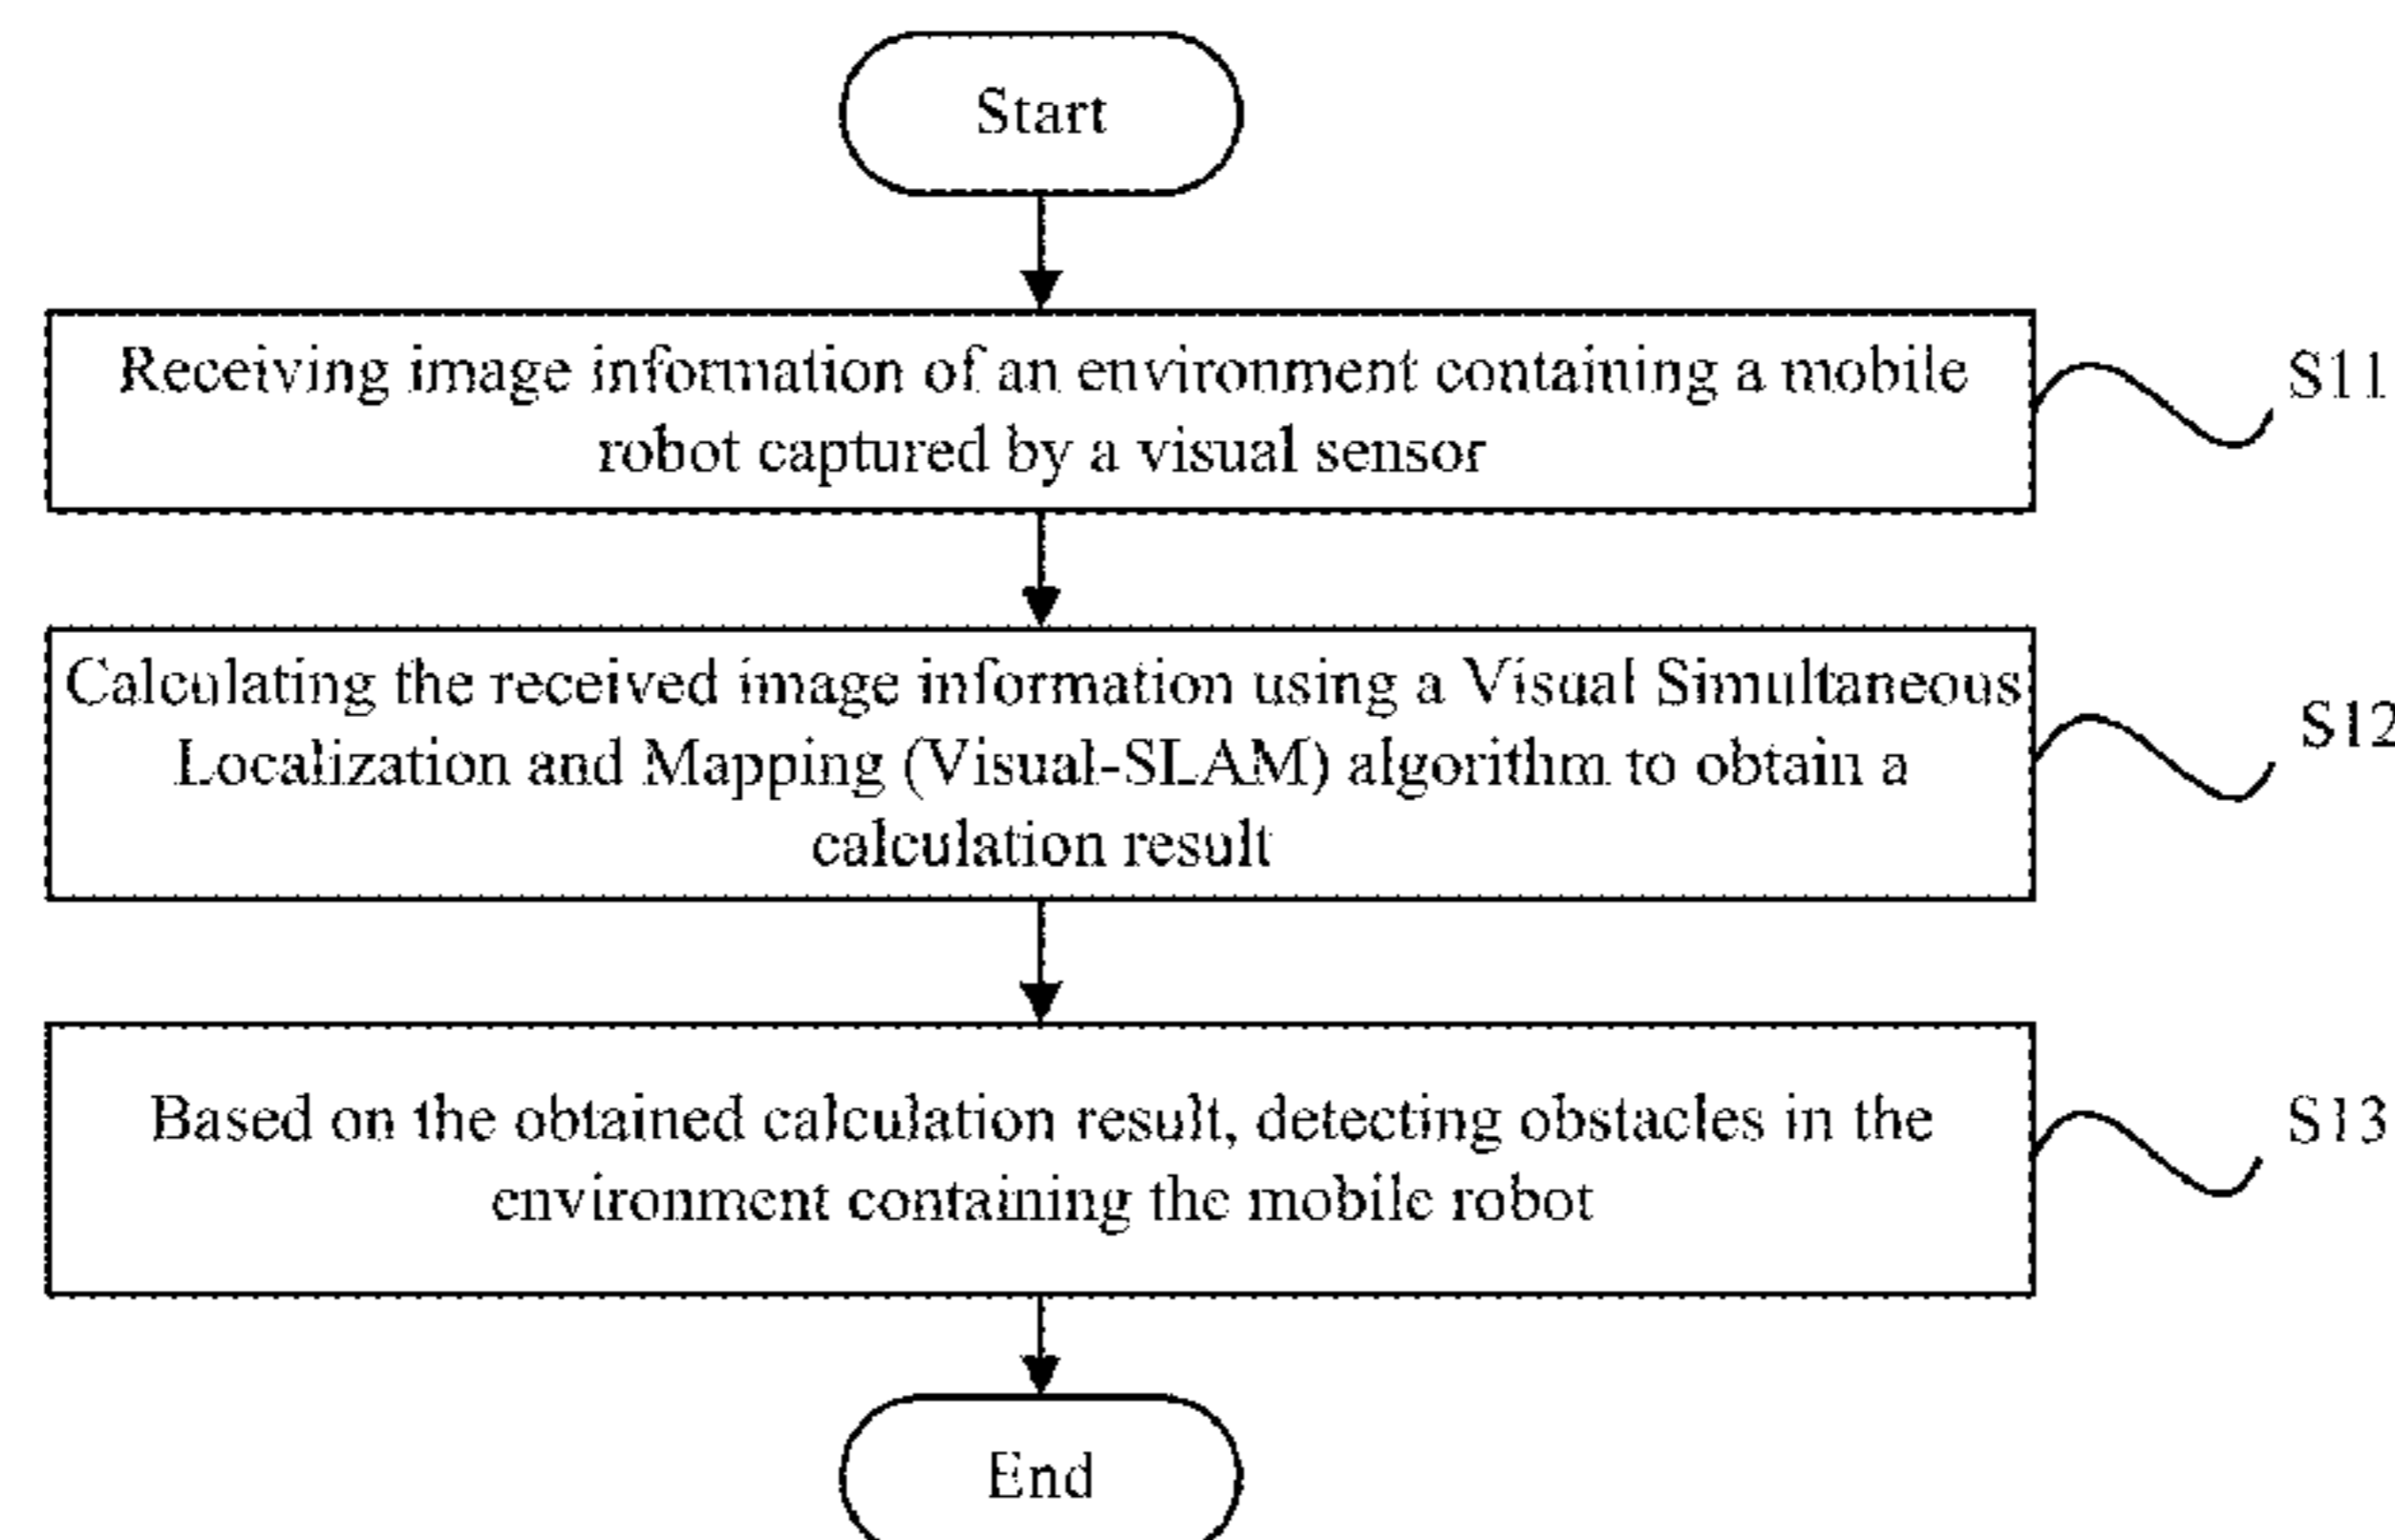 Start
Receiving image information of an environment containing a mobile
robot captured by a visual sensor
S11
Calculating the received image information using a Visual Simultaneous
Localization and Mapping (Visual-SLAM) algorithm to obtain a
calculation result
S12
Based on the obtained calculation result, detecting obstacles in the
environment containing the mobile robot
S13
End